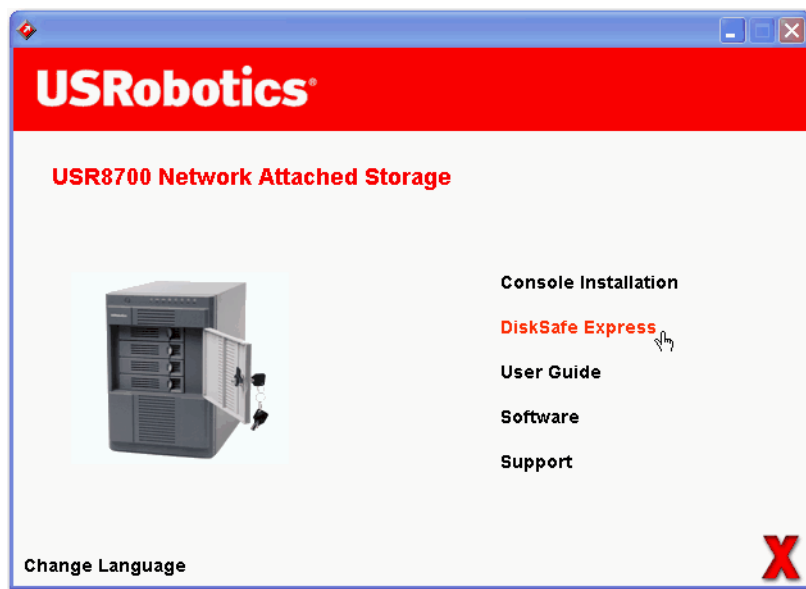 USRobotics®
USR8700 Network Attached Storage
Console Installation
DiskSafe Express
User Guide
Software
Support
Change Language
X